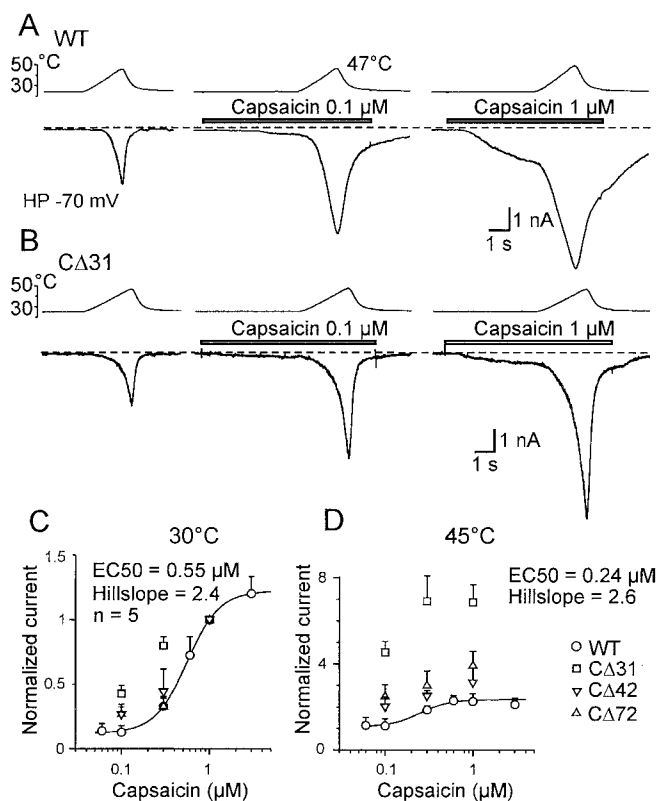 A
WT
°C
50
30
47°C
Capsaicin 0.1 µM
Capsaicin 1 µM
HP -70 mV
1 nA
1 s
B
CΔ31
°C
50
30
Capsaicin 0.1 µM
Capsaicin 1 µM
1 nA
1 s
C
30°C
Normalized current
1.5
1
0.5
0
EC50 = 0.55 µM
Hillslope = 2.4
n = 5
0.1
1
Capsaicin (µM)
D
45°C
Normalized current
8
6
4
2
0
EC50 = 0.24 µM
Hillslope = 2.6
WT
CΔ31
CΔ42
CΔ72
0.1
1
Capsaicin (µM)